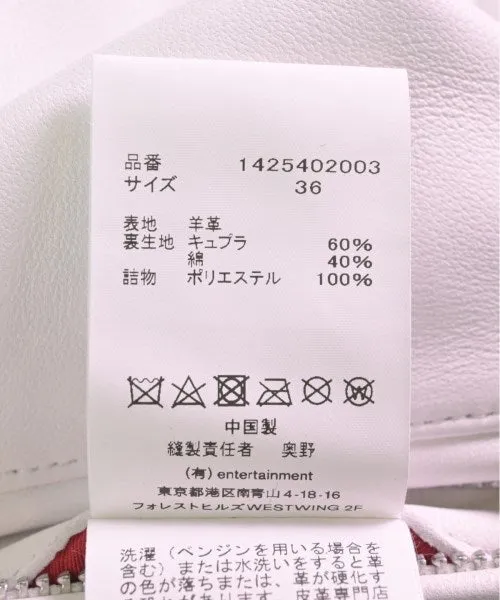 品番 1425402003
サイズ 36
表地 羊革
裏生地 キュプラ 60%
綿 40%
詰物 ポリエステル 100%
W
中国製
縫製責任者 奥野
(有) entertainment
東京都港区南青山4-18-16
フォレストヒルズWESTWING 2F
洗濯（ベンジンを用いる場合を
含む）または水洗いをすると革
の色が落ちまたは、革が硬化す